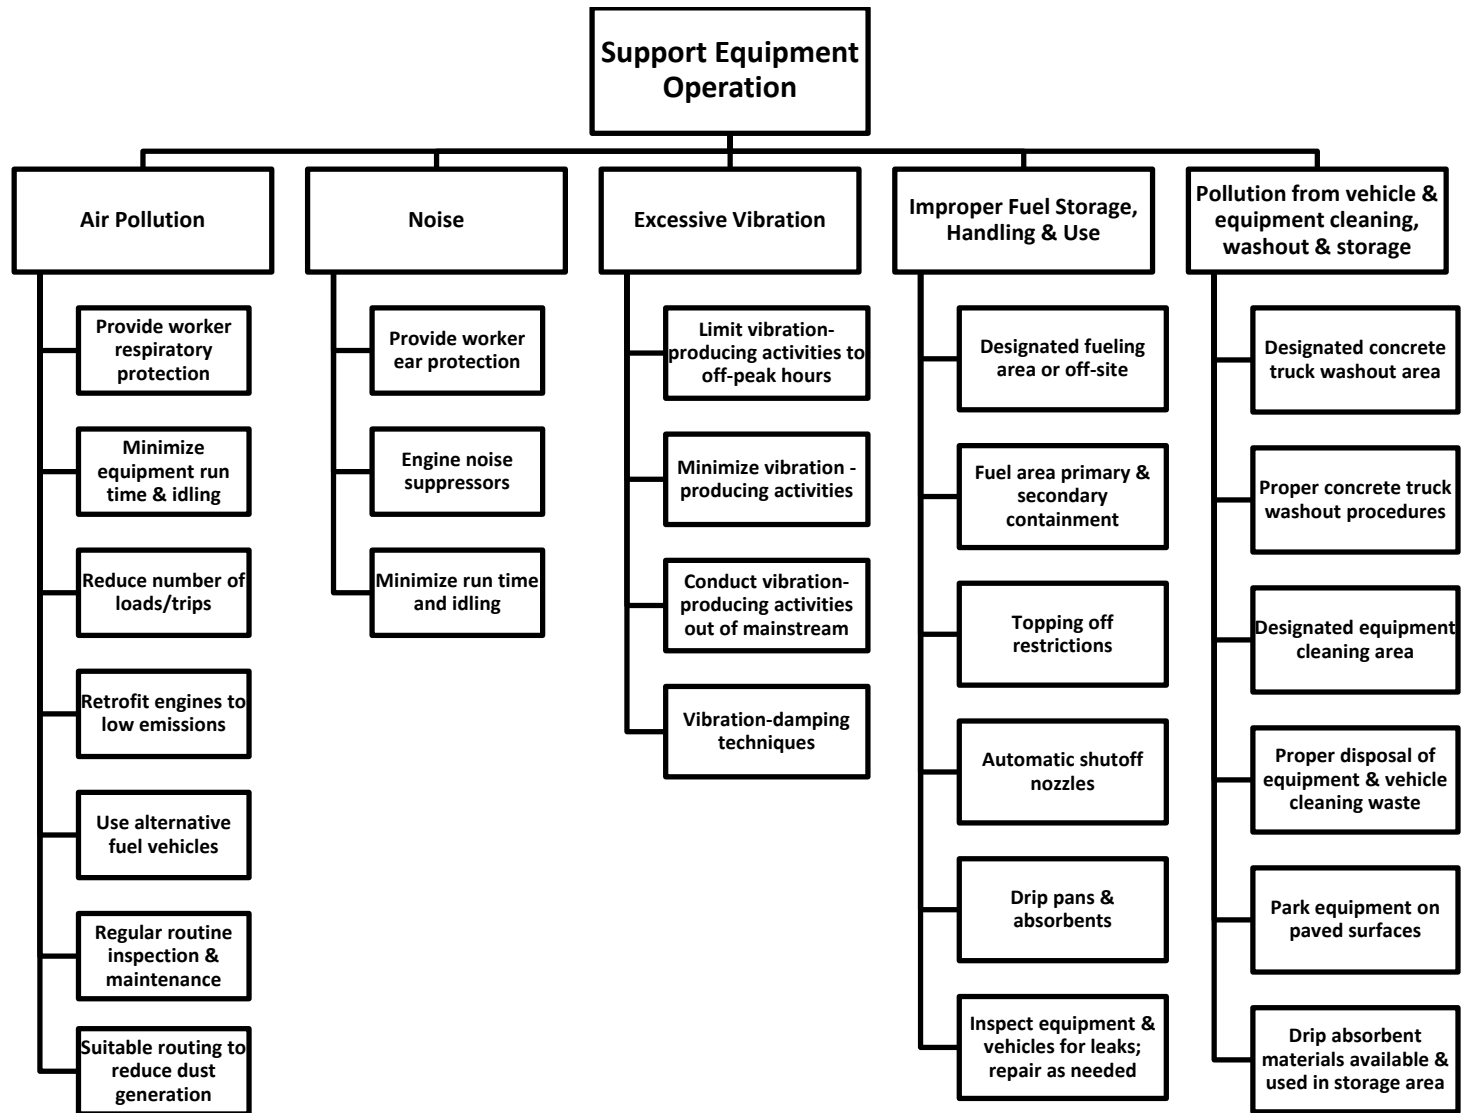 Support Equipment
Operation
Air Pollution
Provide worker
respiratory
protection
Minimize
equipment run
time & idling
Reduce number of
loads/trips
Retrofit engines to
low emissions
Use alternative
fuel vehicles
Regular routine
inspection &
maintenance
Suitable routing to
reduce dust
generation
Noise
Provide worker
ear protection
Engine noise
suppressors
Minimize run time
and idling
Excessive Vibration
Limit vibration-
producing activities to
off-peak hours
Minimize vibration -
producing activities
Conduct vibration-
producing activities
out of mainstream
Vibration-damping
techniques
Improper Fuel Storage,
Handling & Use
Designated fueling
area or off-site
Fuel area primary &
secondary
containment
Topping off
restrictions
Automatic shutoff
nozzles
Drip pans &
absorbents
Inspect equipment &
vehicles for leaks;
repair as needed
Pollution from vehicle &
equipment cleaning,
washout & storage
Designated concrete
truck washout area
Proper concrete truck
washout procedures
Designated equipment
cleaning area
Proper disposal of
equipment & vehicle
cleaning waste
Park equipment on
paved surfaces
Drip absorbent
materials available &
used in storage area